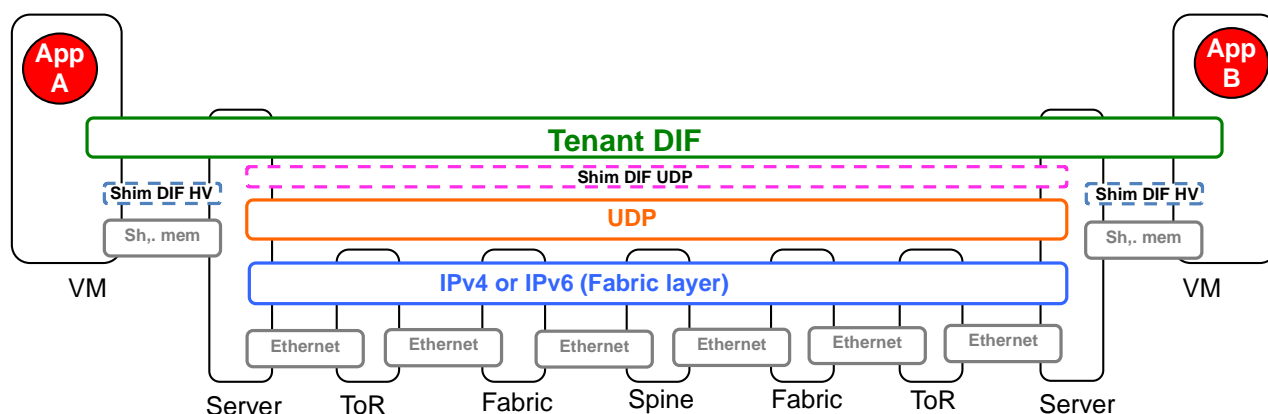 App
A
App
B
Tenant DIF
Shim DIF UDP
Shim DIF HV
Shim DIF HV
UDP
Sh,. mem
Sh,. mem
IPv4 or IPv6 (Fabric layer)
VM
VM
Ethernet
Ethernet
Ethernet
Ethernet
Ethernet
Ethernet
Server
ToR
Fabric
Spine
Fabric
ToR
Server